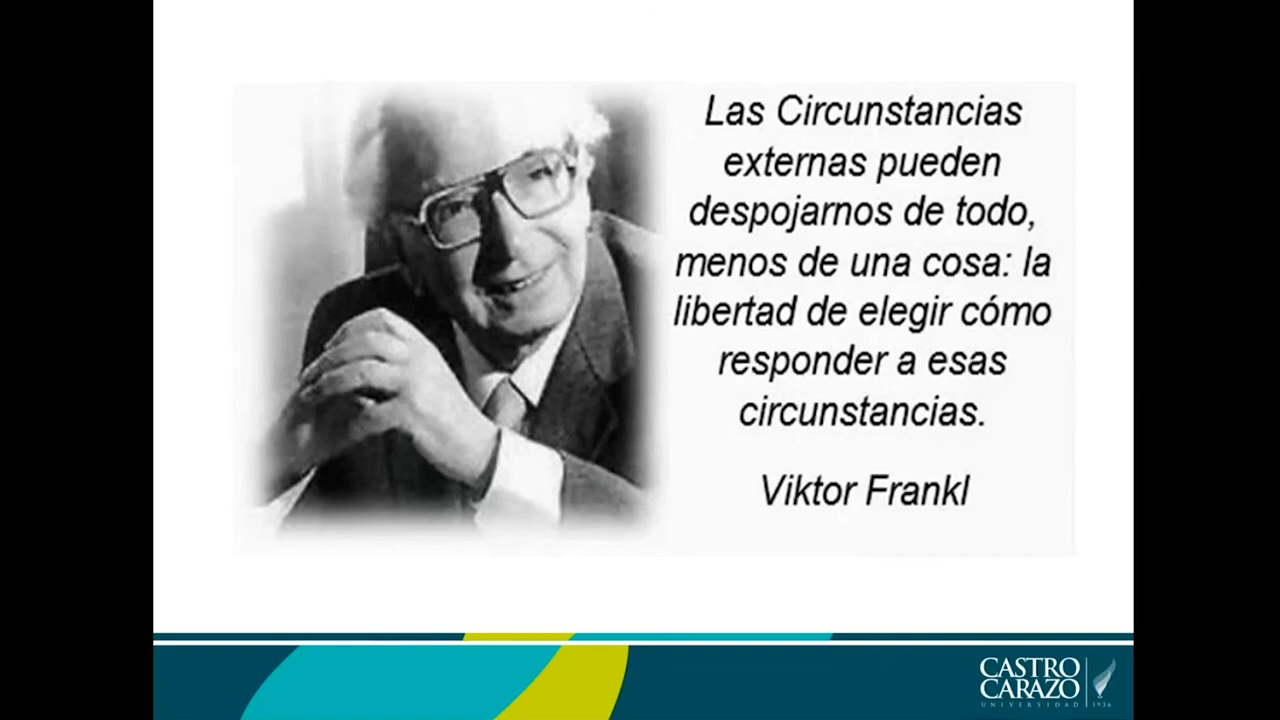 Las Circunstancias
externas pueden
despojarnos de todo,
menos de una cosa: la
libertad de elegir cómo
responder a esas
circunstancias.
Viktor Frankl
CASTRO
CARAZO
UNIVERSIDAD 1936